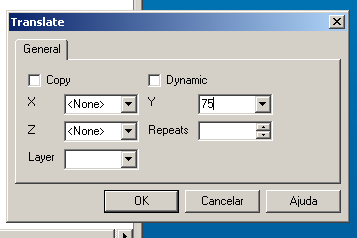 Translate
General
Copy Dynamic
X <None> Y 75
Z <None> Repeats
Layer
OK Cancelar Ajuda